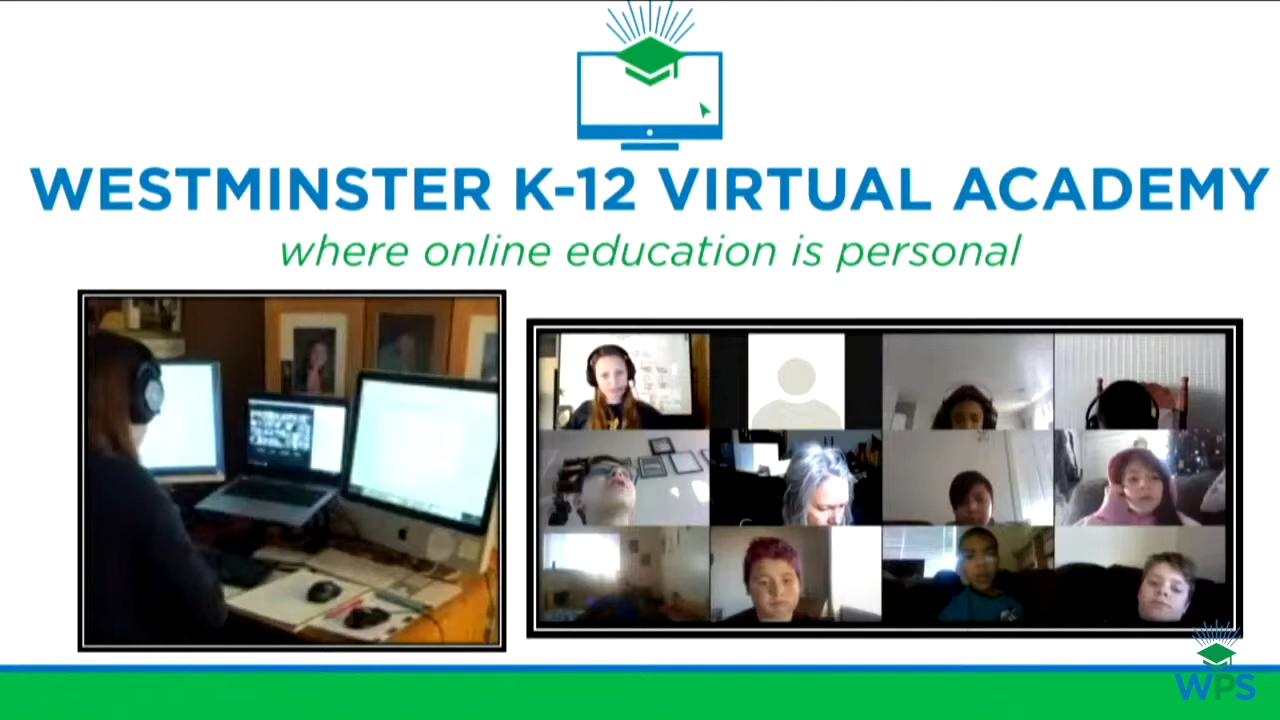 WESTMINSTER K-12 VIRTUAL ACADEMY
where online education is personal
WPS